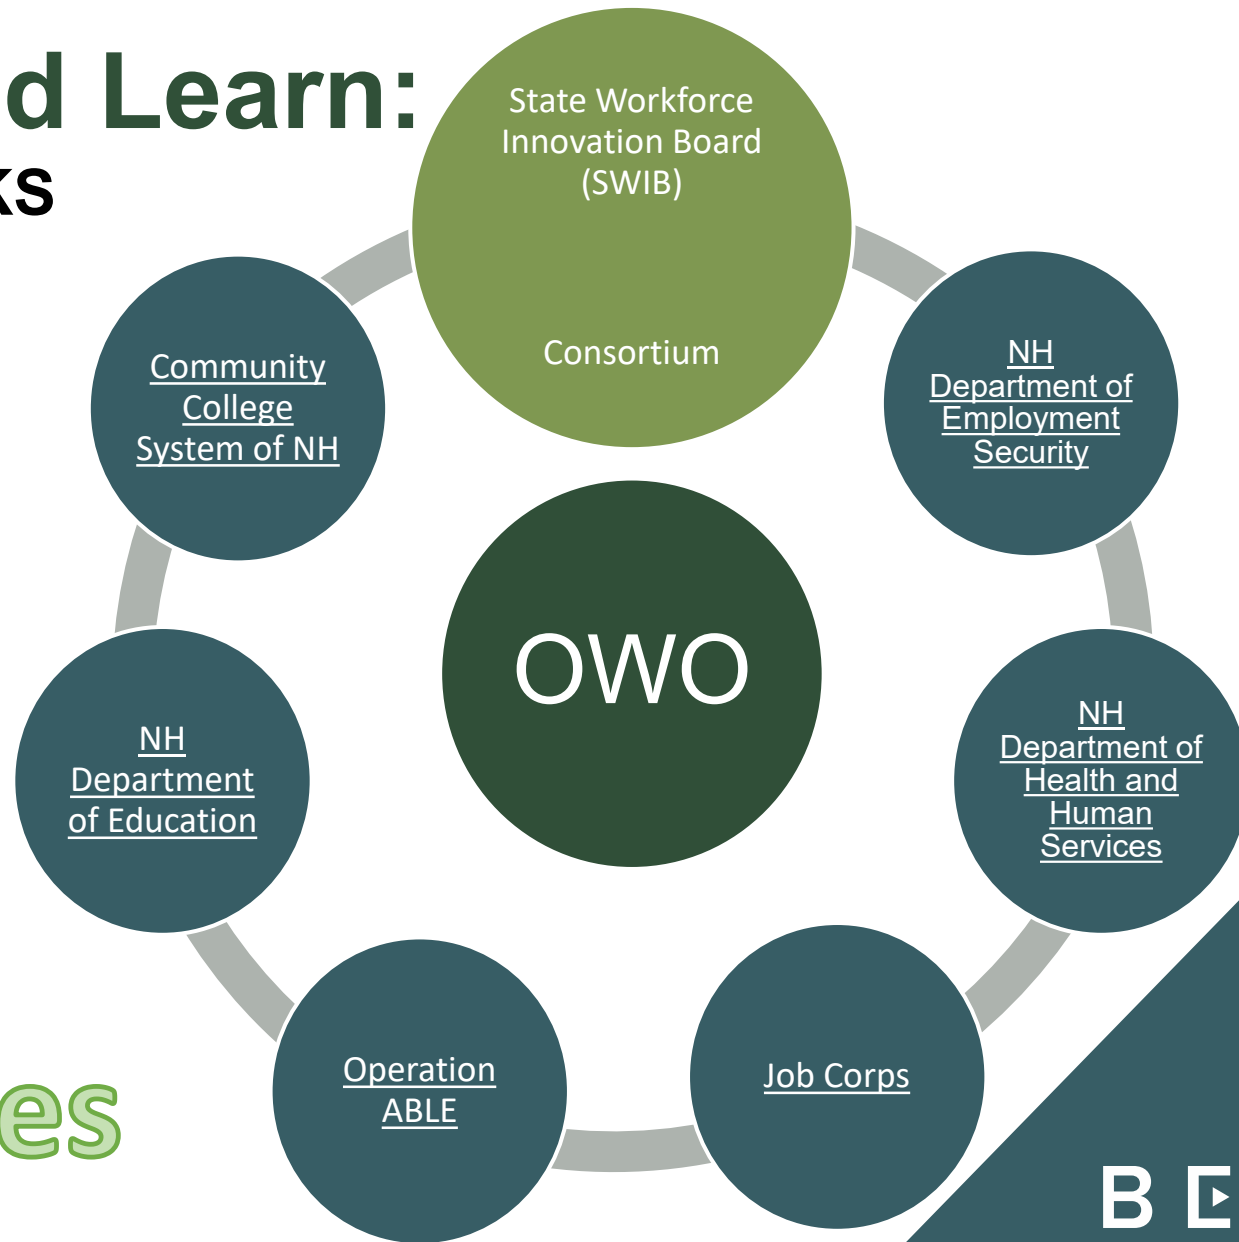 d Learn:
ks
State Workforce
Innovation Board
(SWIB)
Consortium
Community
College
System of NH
NH
Department of
Employment
Security
OWO
NH
Department
of Education
NH
Department of
Health and
Human
Services
Operation
ABLE
Job Corps
es
B E